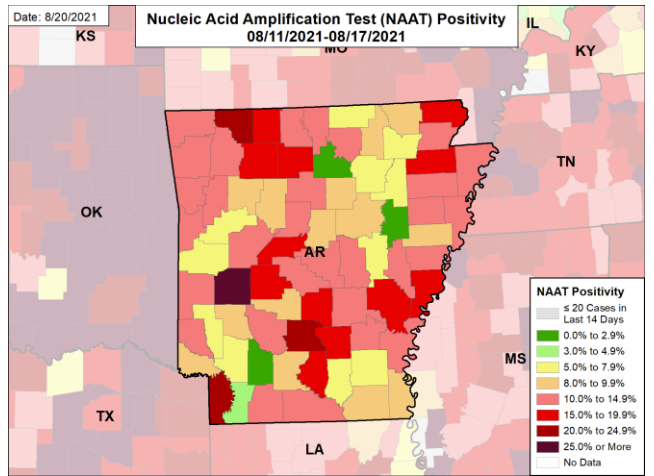 Date: 8/20/2021
Nucleic Acid Amplification Test (NAAT) Positivity
08/11/2021-08/17/2021
KS
MO
IL
KY
TN
OK
AR
MS
TX
LA
NAAT Positivity
≤ 20 Cases in
Last 14 Days
0.0% to 2.9%
3.0% to 4.9%
5.0% to 7.9%
8.0% to 9.9%
10.0% to 14.9%
15.0% to 19.9%
20.0% to 24.9%
25.0% or More
No Data